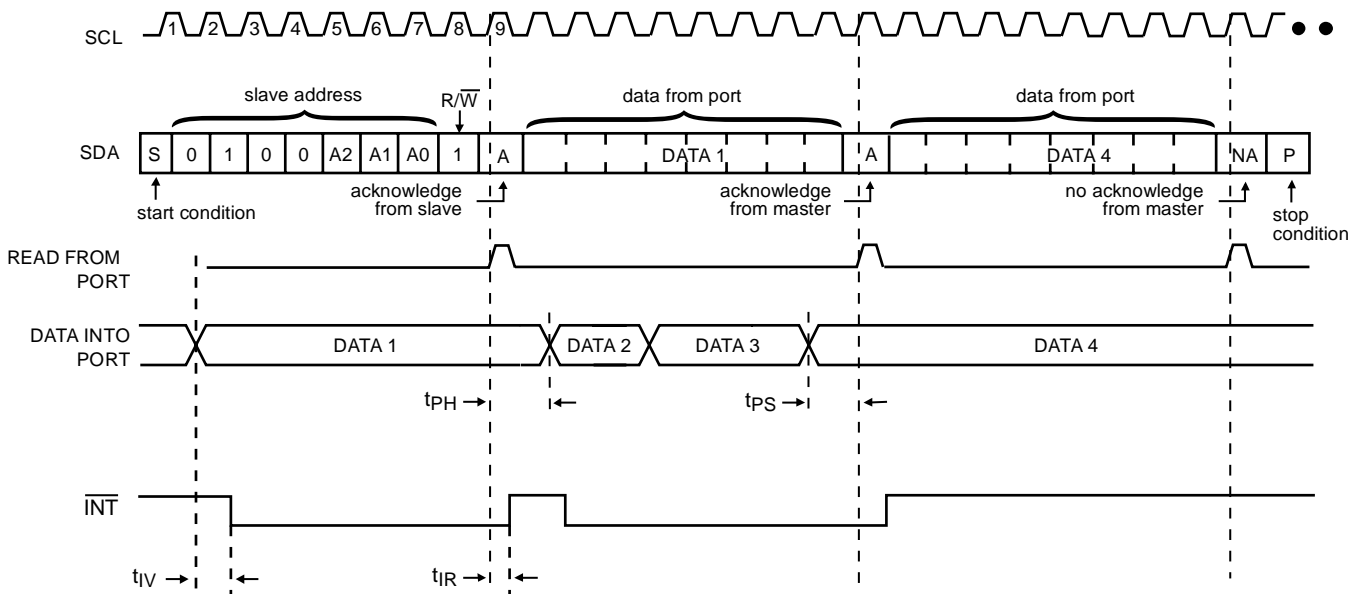 SCL 1 2 3 4 5 6 7 8 9
slave address R/W̅ data from port data from port
SDA S 0 1 0 0 A2 A1 A0 1 A DATA 1 A DATA 4 NA P
start condition
acknowledge
from slave
acknowledge
from master
no acknowledge
from master
stop
condition
READ FROM
PORT
DATA INTO
PORT
DATA 1 DATA 2 DATA 3 DATA 4
tPH tPS
I̅N̅T̅
tIV tIR